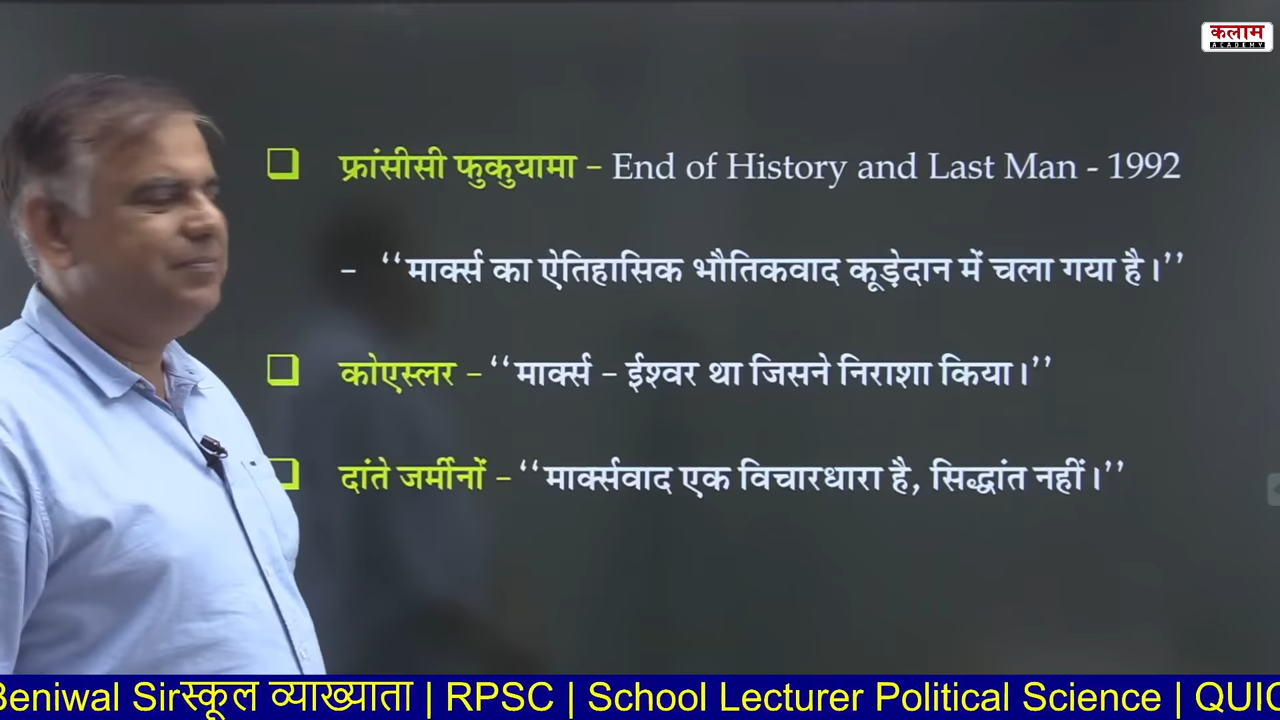 कलाम
ACADEMY
❑ फ्रांसीसी फुकुयामा – End of History and Last Man - 1992
– ‘‘मार्क्स का ऐतिहासिक भौतिकवाद कूड़ेदान में चला गया है।’’
❑ कोएस्लर – ‘‘मार्क्स – ईश्वर था जिसने निराशा किया।’’
❑ दांते जर्मीनों – ‘‘मार्क्सवाद एक विचारधारा है, सिद्धांत नहीं।’’
Beniwal Sirस्कूल व्याख्याता | RPSC | School Lecturer Political Science | QUIC